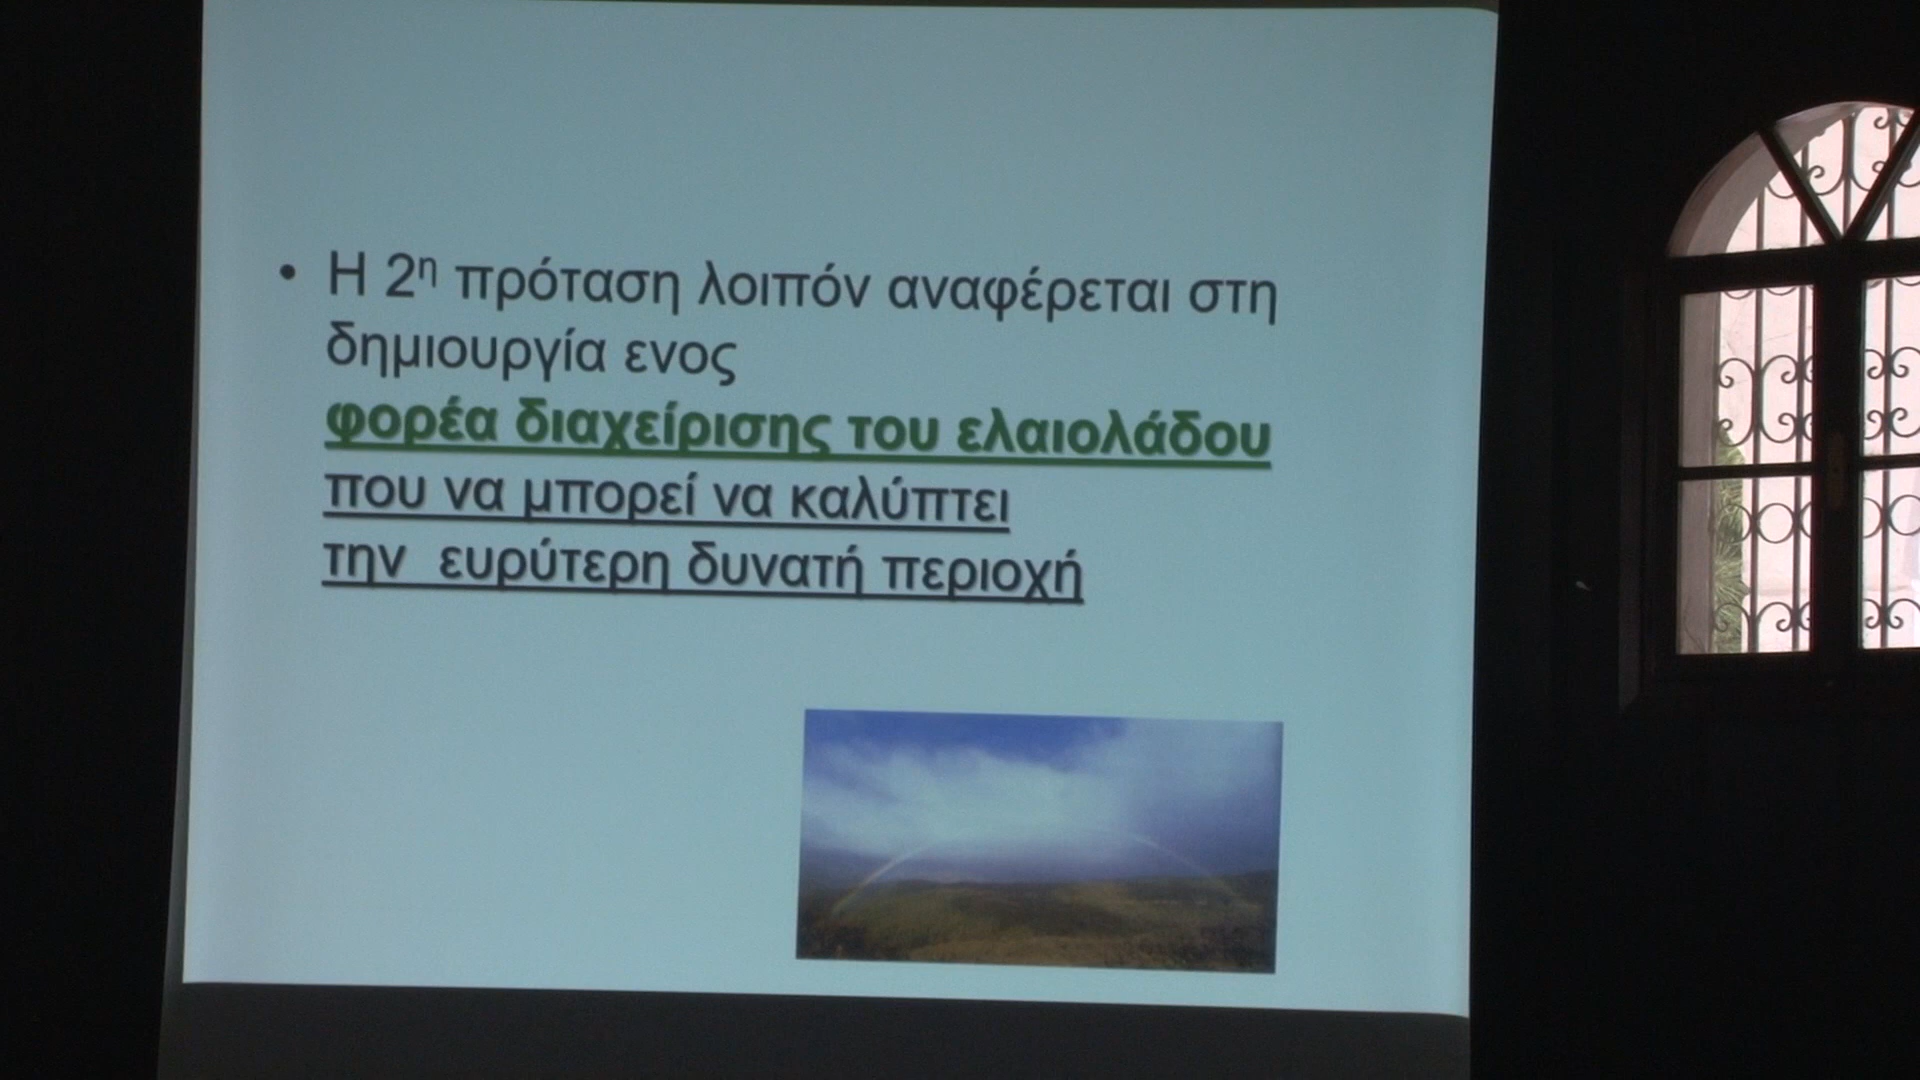 • Η 2η πρόταση λοιπόν αναφέρεται στη
δημιουργία ενος
φορέα διαχείρισης του ελαιολάδου
που να μπορεί να καλύπτει
την ευρύτερη δυνατή περιοχή